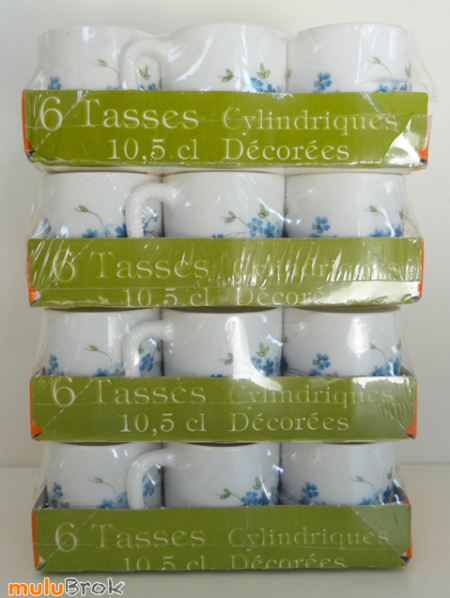 6 Tasses Cylindriques
10,5 cl Décorées
6 Tasses Cylindriques
10,5 cl Décorées
6 Tasses Cylindriques
10,5 cl Décorées
6 Tasses Cylindriques
10,5 cl Décorées
muluBrok